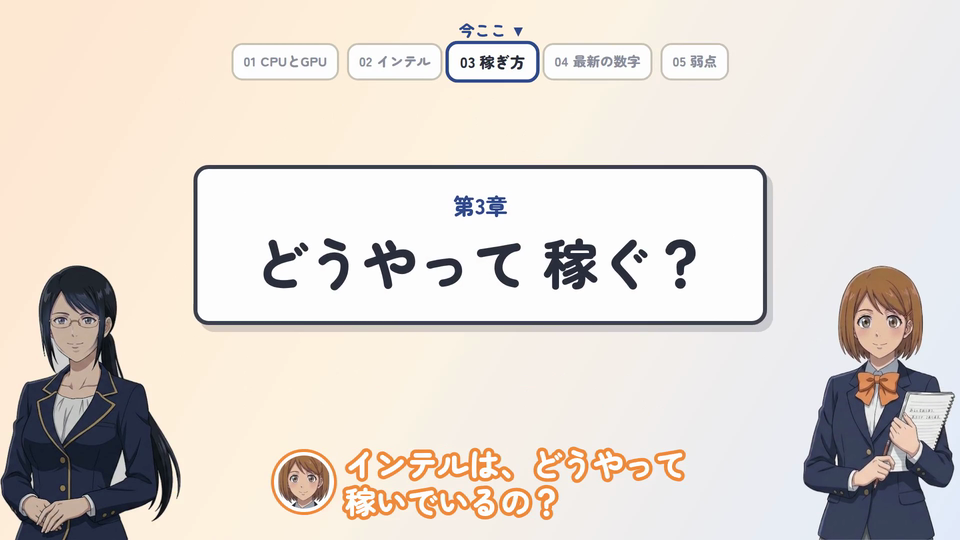 今ここ ▼
01 CPUとGPU
02 インテル
03 稼ぎ方
04 最新の数字
05 弱点
第3章
どうやって 稼ぐ？
インテルは、どうやって
稼いでいるの？